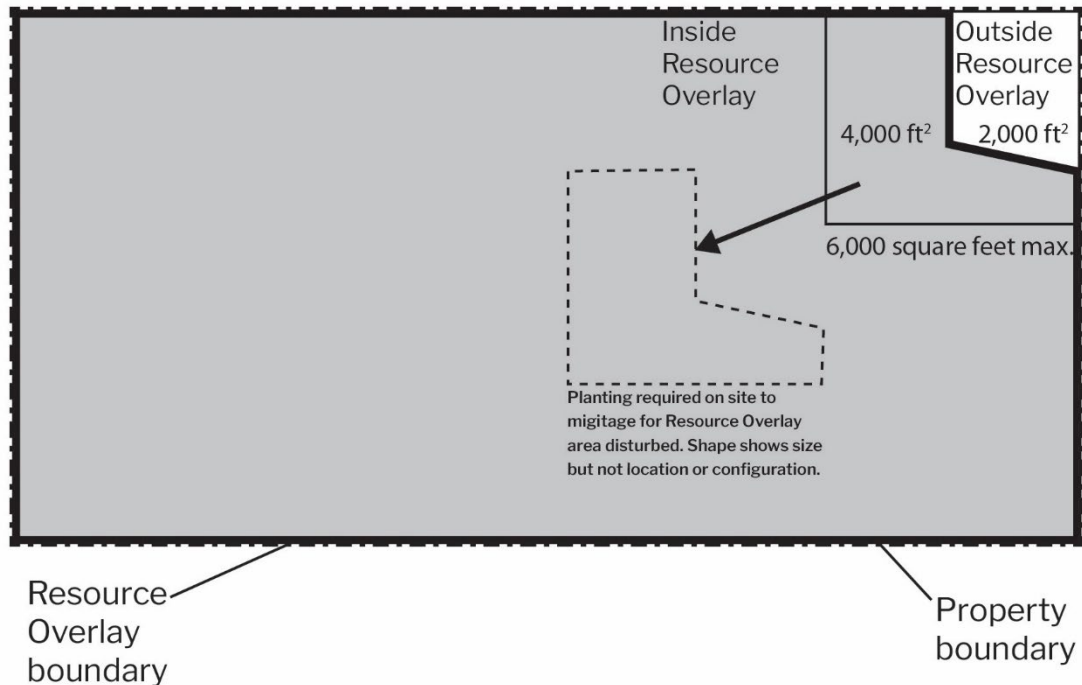 Inside
Resource
Overlay
Outside
Resource
Overlay
4,000 ft²
2,000 ft²
6,000 square feet max.
Planting required on site to
migitage for Resource Overlay
area disturbed. Shape shows size
but not location or configuration.
Resource
Overlay
boundary
Property
boundary